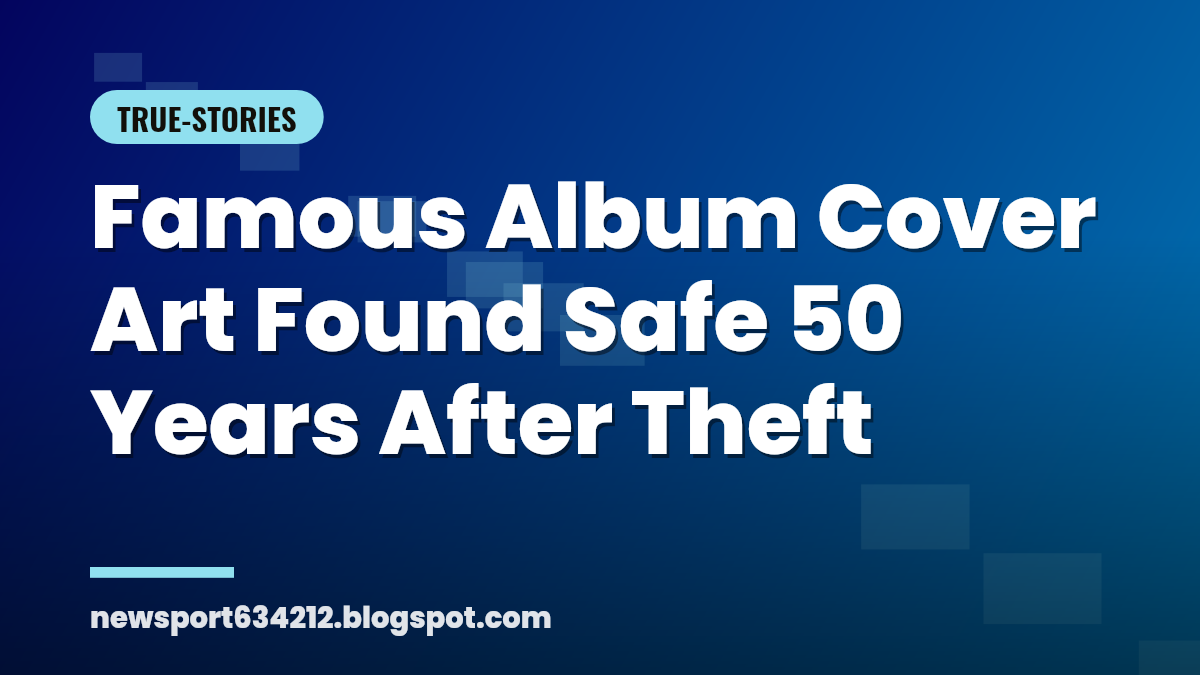 TRUE-STORIES
Famous Album Cover
Art Found Safe 50
Years After Theft
newsport634212.blogspot.com